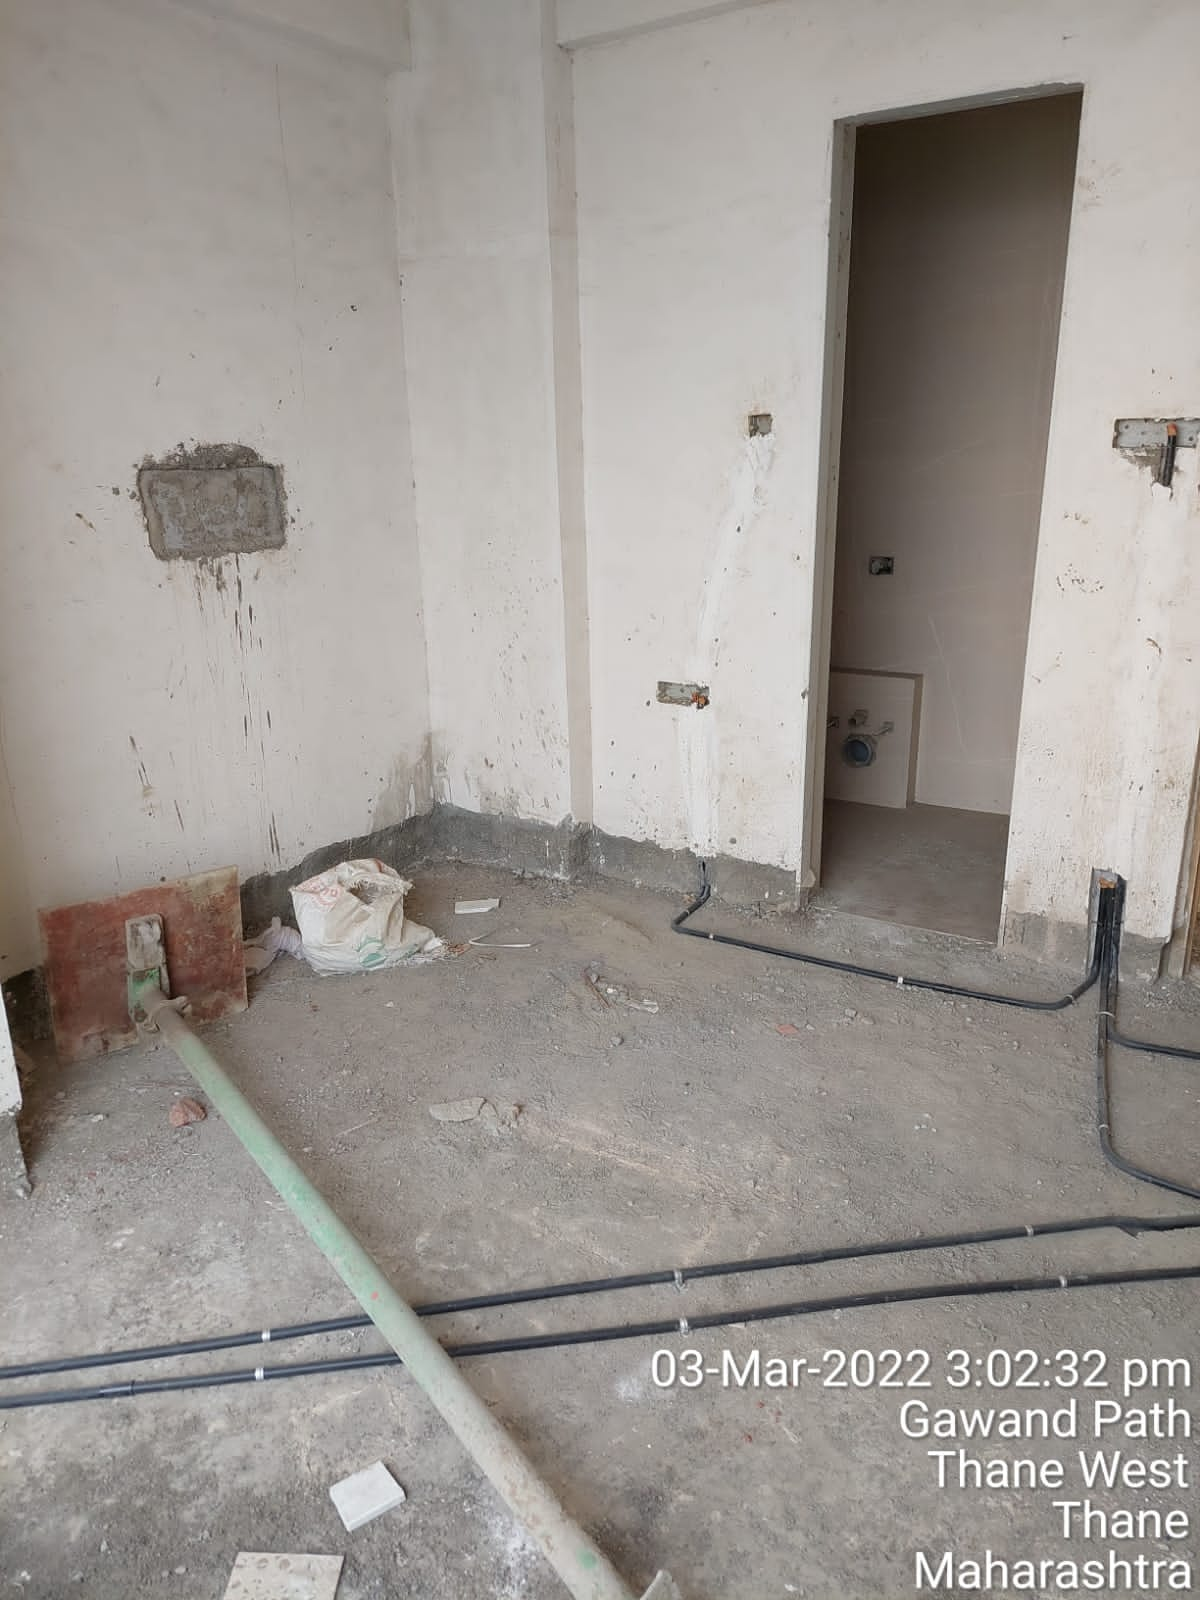 03-Mar-2022 3:02:32 pm
Gawand Path
Thane West
Thane
Maharashtra